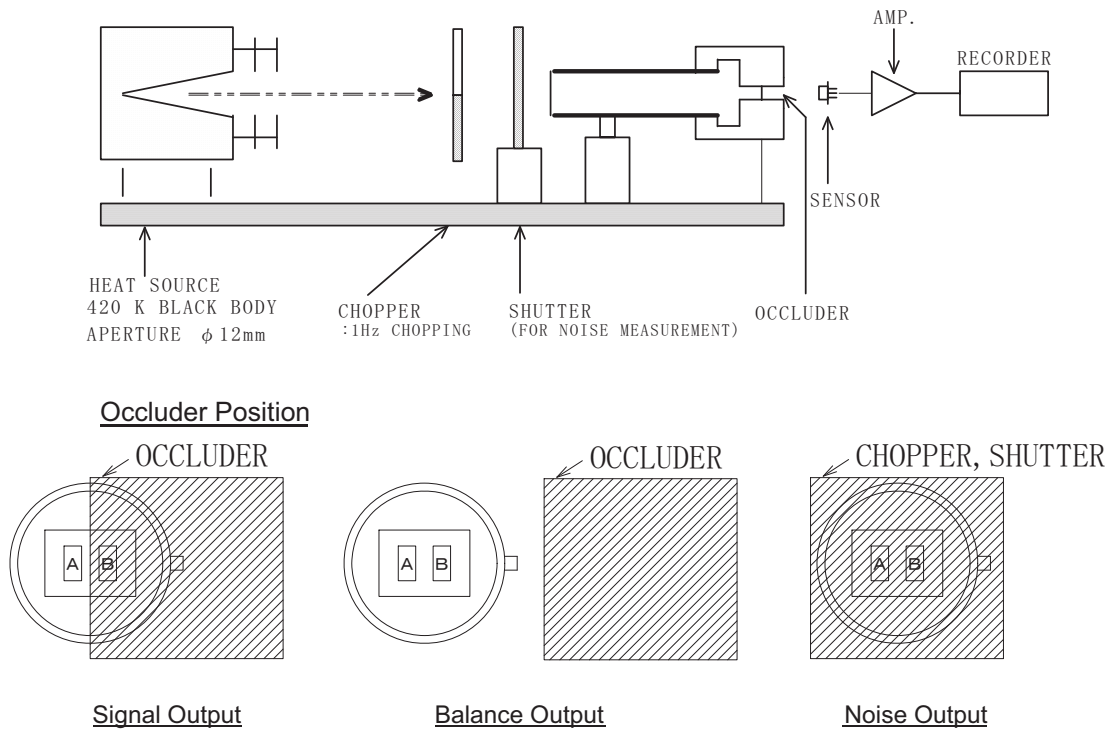 AMP.
RECORDER
SENSOR
HEAT SOURCE
420 K BLACK BODY
APERTURE φ12mm
CHOPPER
:1Hz CHOPPING
SHUTTER
(FOR NOISE MEASUREMENT)
OCCLUDER
Occluder Position
OCCLUDER
OCCLUDER
CHOPPER, SHUTTER
A B
A B
A B
Signal Output
Balance Output
Noise Output